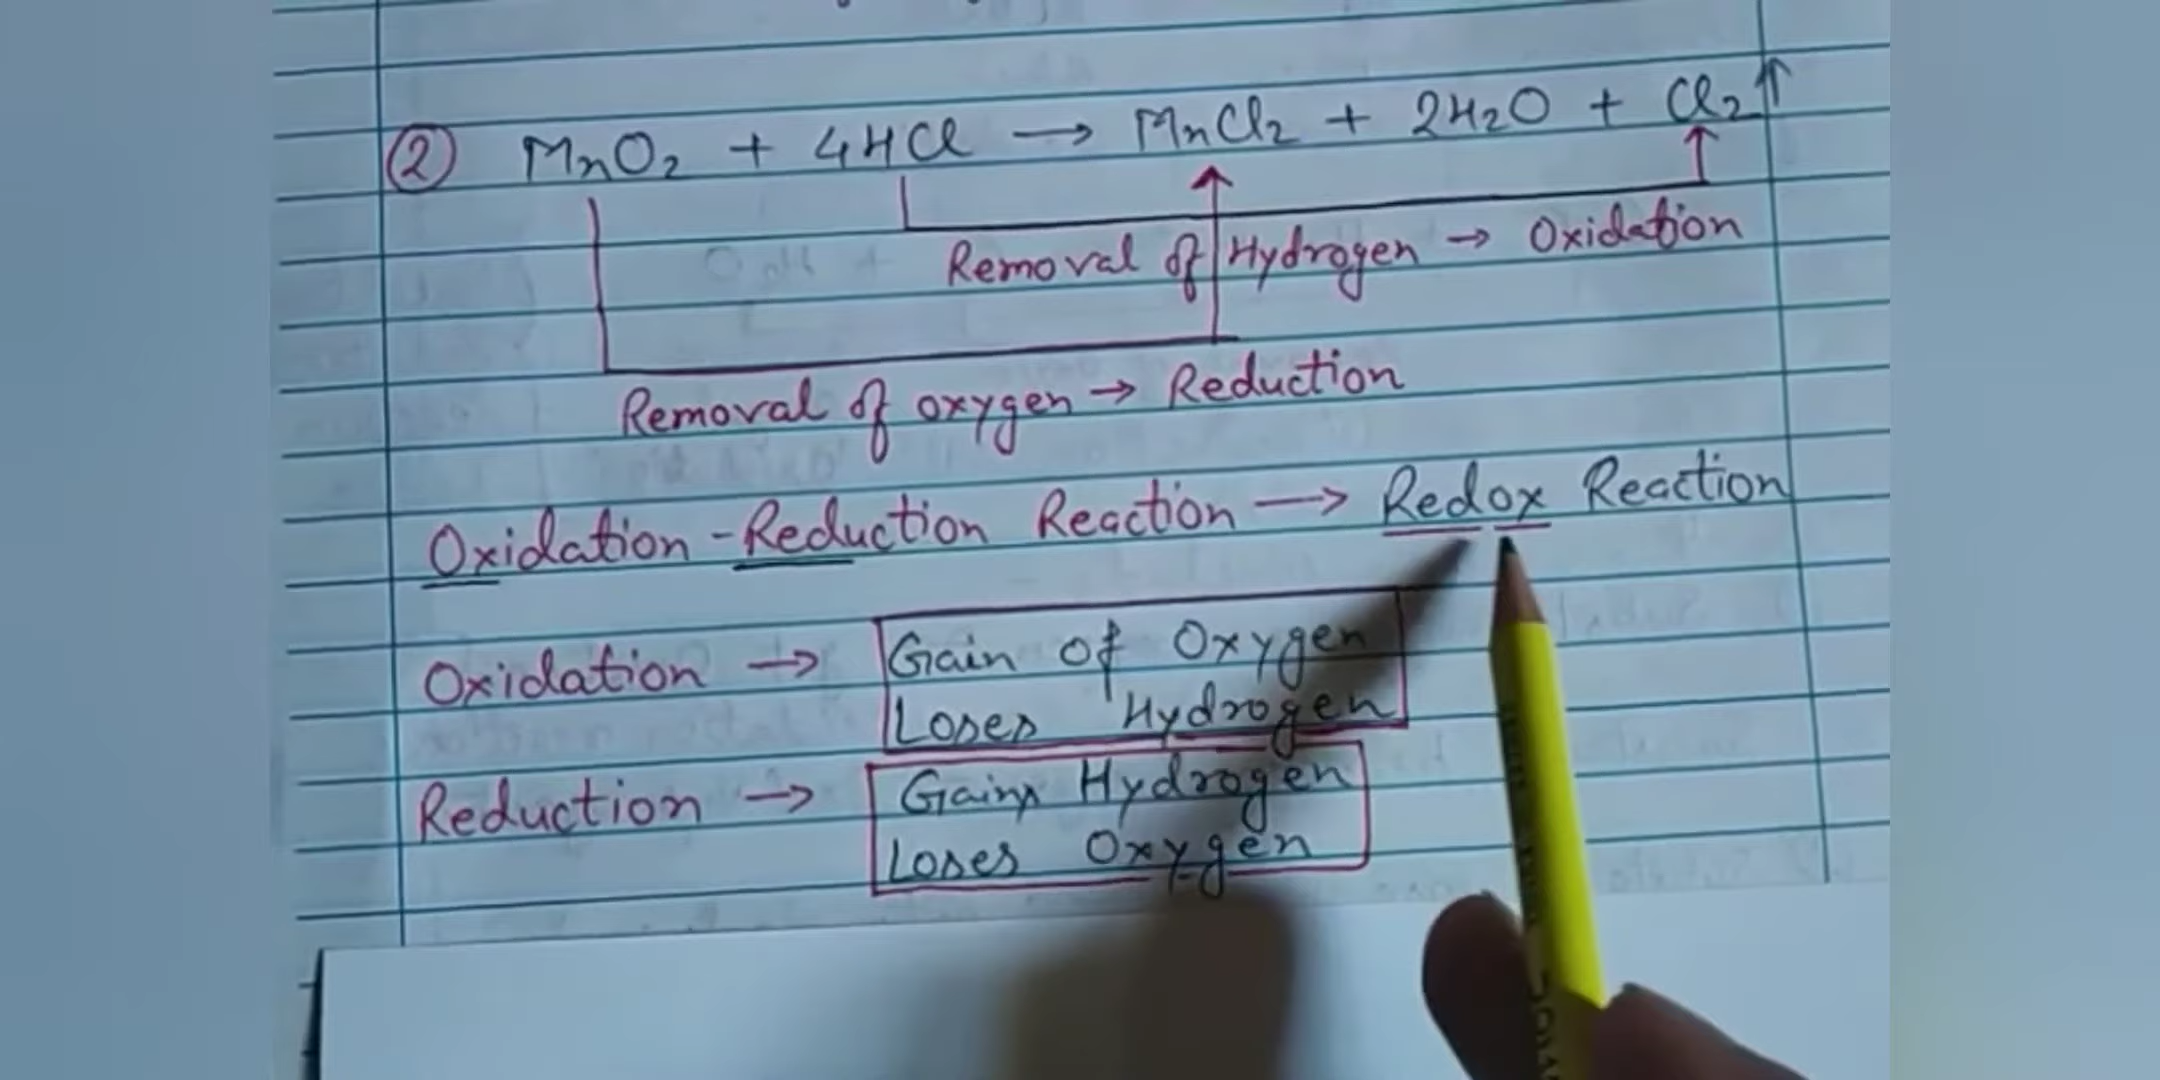 ② MnO₂ + 4HCl → MnCl₂ + 2H₂O + Cl₂↑
Removal of Hydrogen → Oxidation
Removal of oxygen → Reduction
Oxidation - Reduction Reaction → Redox Reaction
Oxidation → Gain of Oxygen
Loses Hydrogen
Reduction → Gains Hydrogen
Loses Oxygen